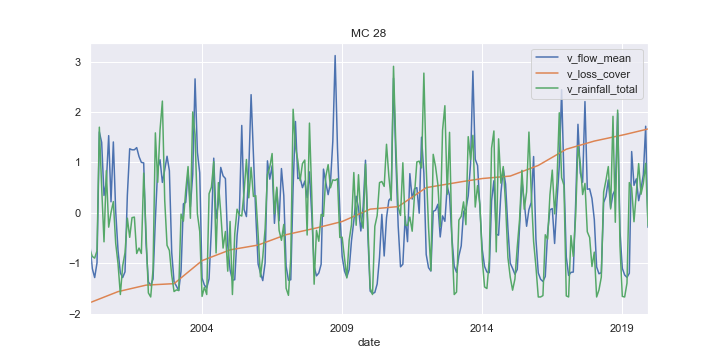 MC 28
v_flow_mean
v_loss_cover
v_rainfall_total
3
2
1
0
−1
−2
2004 2009 2014 2019
date